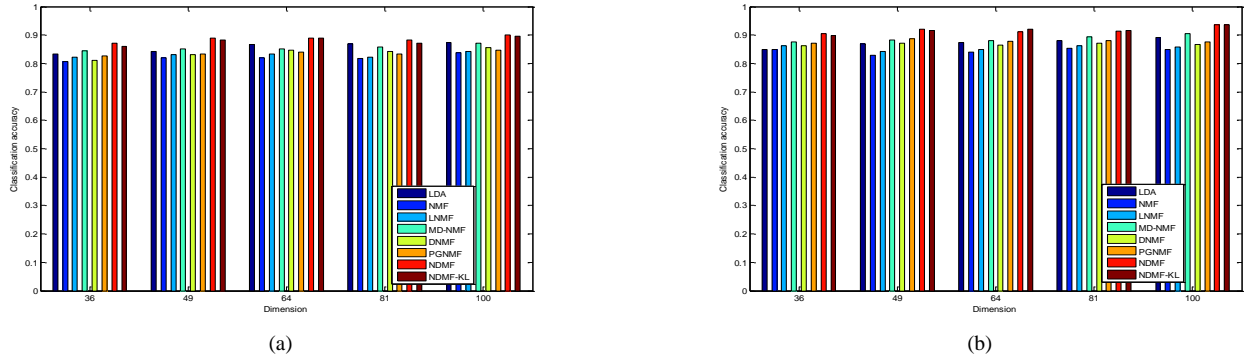 1
0.9
0.8
0.7
0.6
0.5
0.4
0.3
0.2
0.1
0
Classification accuracy
LDA
NMF
LNMF
MD-NMF
DNMF
PGNMF
NDMF
NDMF-KL
36 49 64 81 100
Dimension
(a)
1
0.9
0.8
0.7
0.6
0.5
0.4
0.3
0.2
0.1
0
Classification accuracy
LDA
NMF
LNMF
MD-NMF
DNMF
PGNMF
NDMF
NDMF-KL
36 49 64 81 100
Dimension
(b)